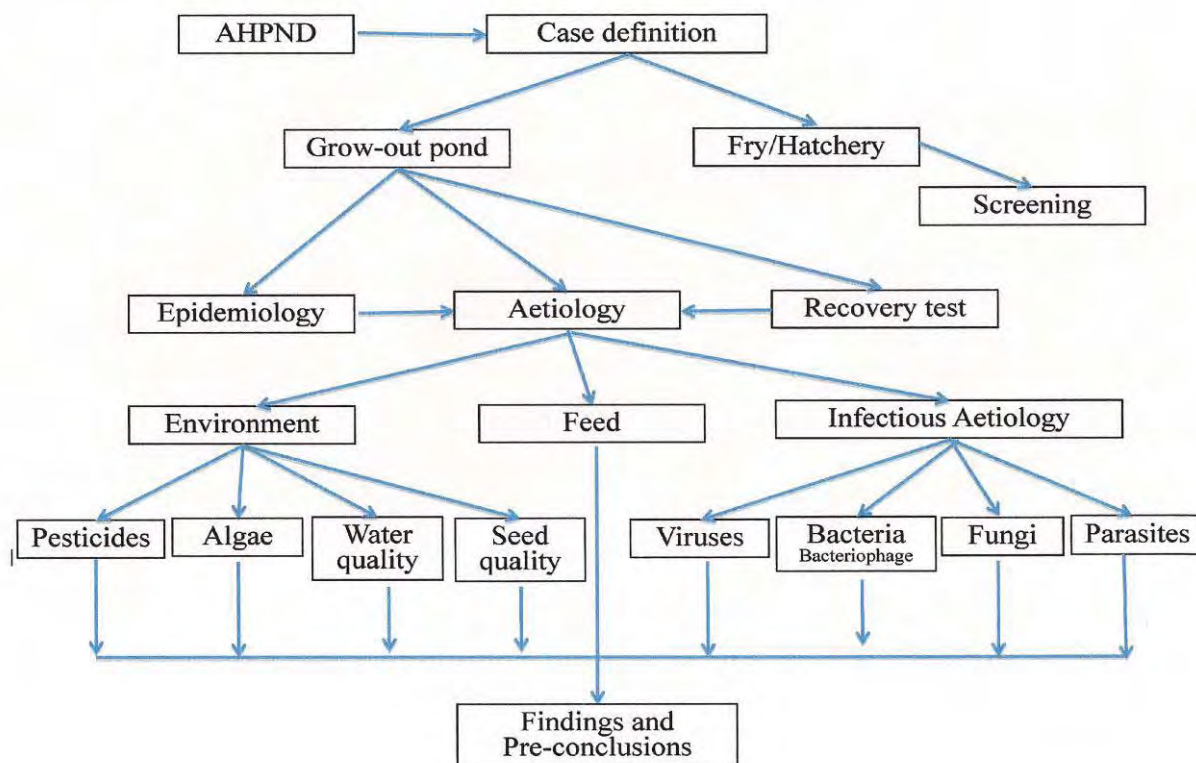 AHPND
Case definition
Grow-out pond
Fry/Hatchery
Screening
Epidemiology
Aetiology
Recovery test
Environment
Feed
Infectious Aetiology
Pesticides
Algae
Water
quality
Seed
quality
Viruses
Bacteria
Bacteriophage
Fungi
Parasites
Findings and
Pre-conclusions